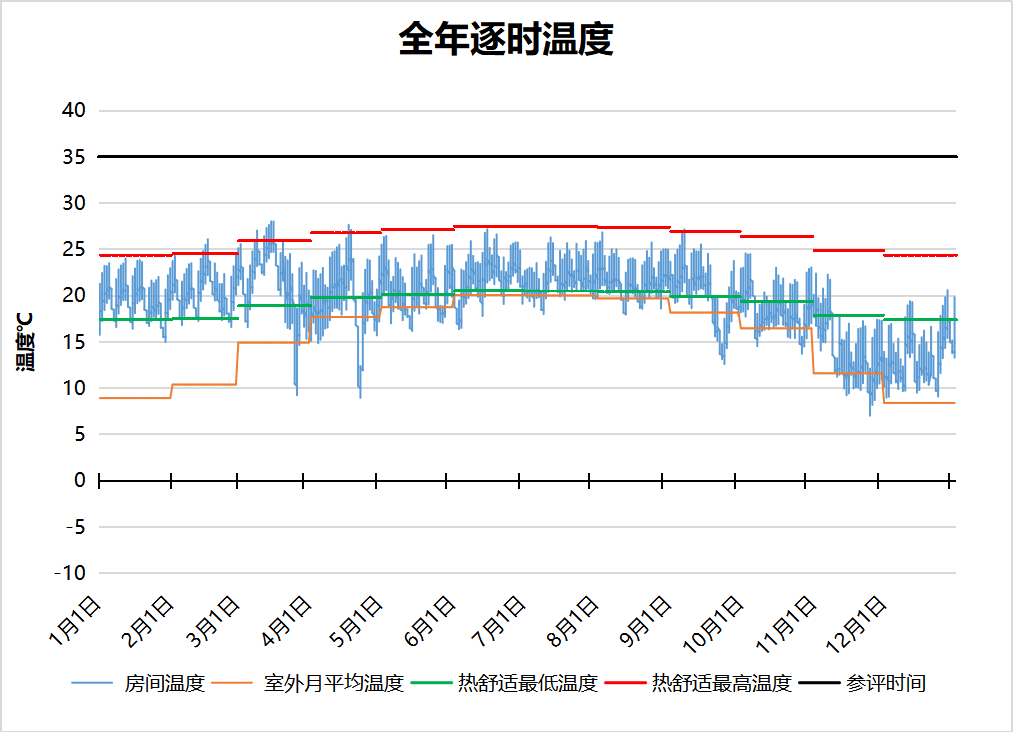 全年逐时温度
温度℃
40
35
30
25
20
15
10
5
0
-5
-10
1月1日
2月1日
3月1日
4月1日
5月1日
6月1日
7月1日
8月1日
9月1日
10月1日
11月1日
12月1日
房间温度 室外月平均温度 热舒适最低温度 热舒适最高温度 参评时间